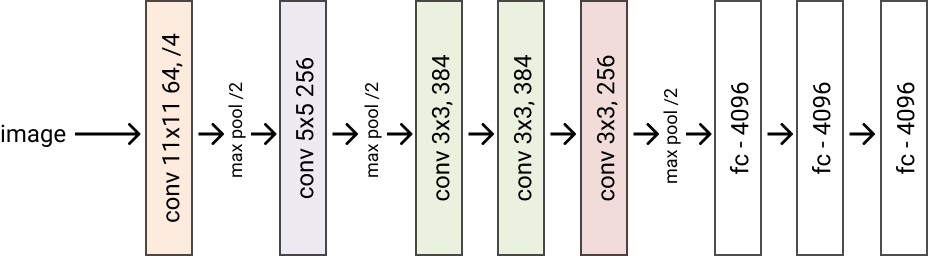 image
conv 11x11 64, /4
max pool /2
conv 5x5 256
max pool /2
conv 3x3, 384
conv 3x3, 384
conv 3x3, 256
max pool /2
fc - 4096
fc - 4096
fc - 4096